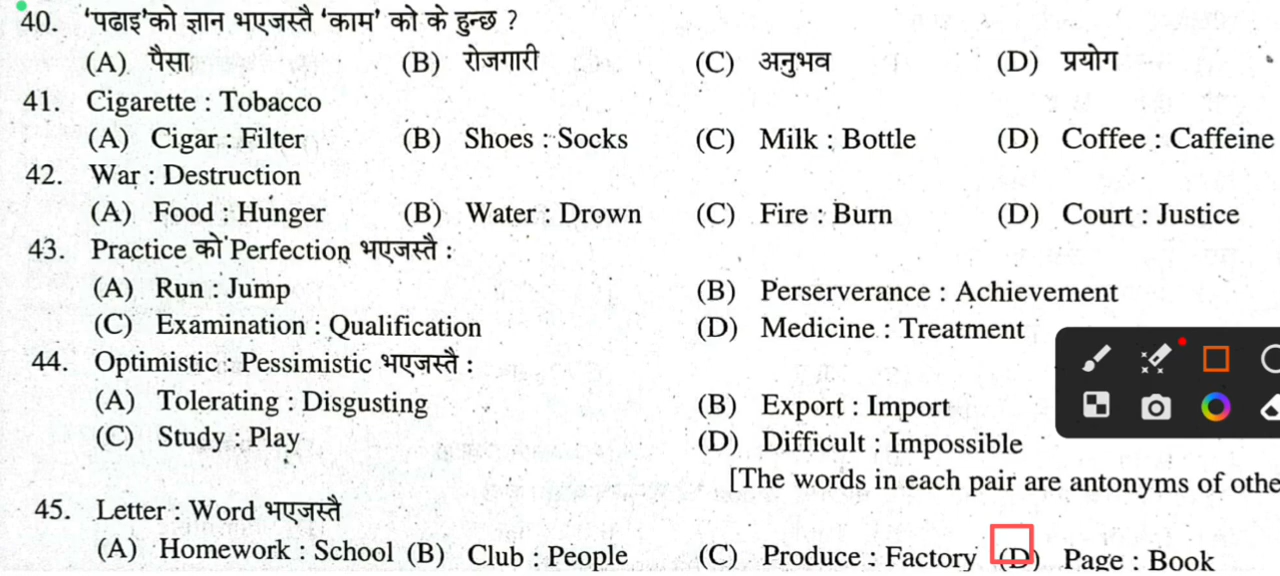 40. 'पढाइ'को ज्ञान भएजस्तै 'काम' को के हुन्छ ?
(A) पैसा (B) रोजगारी (C) अनुभव (D) प्रयोग
41. Cigarette : Tobacco
(A) Cigar : Filter (B) Shoes : Socks (C) Milk : Bottle (D) Coffee : Caffeine
42. War : Destruction
(A) Food : Hunger (B) Water : Drown (C) Fire : Burn (D) Court : Justice
43. Practice को Perfection भएजस्तै :
(A) Run : Jump (B) Perserverance : Achievement
(C) Examination : Qualification (D) Medicine : Treatment
44. Optimistic : Pessimistic भएजस्तै :
(A) Tolerating : Disgusting (B) Export : Import
(C) Study : Play (D) Difficult : Impossible
[The words in each pair are antonyms of othe
45. Letter : Word भएजस्तै
(A) Homework : School (B) Club : People (C) Produce : Factory (D) Page : Book